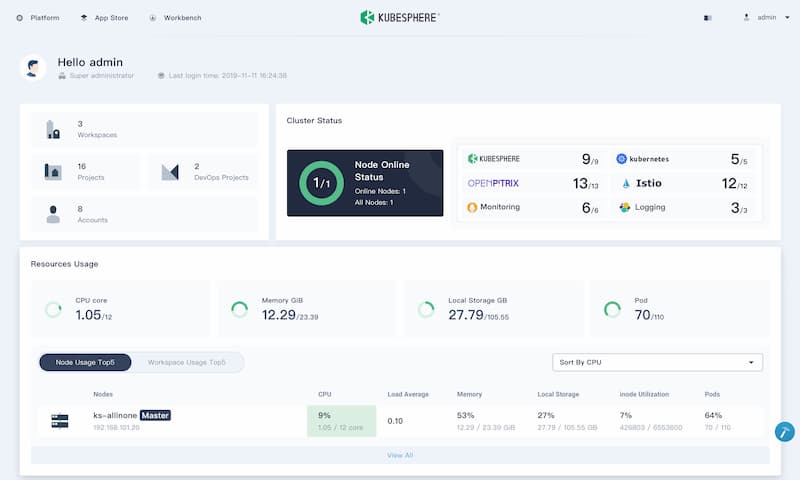 Platform App Store Workbench KUBESPHERE admin
Hello admin
Super administrator Last login time: 2019-11-11 16:24:38
3
Workspaces
16
Projects
2
DevOps Projects
8
Accounts
Cluster Status
1/1
Node Online
Status
Online Nodes: 1
All Nodes: 1
KUBESPHERE 9/9
kubernetes 5/5
OPENPITRIX 13/13
Istio 12/12
Monitoring 6/6
Logging 3/3
Resources Usage
CPU core
1.05/12
Memory GiB
12.29/23.39
Local Storage GB
27.79/105.55
Pod
70/110
Node Usage Top5 Workspace Usage Top5 Sort By CPU
Nodes CPU Load Average Memory Local Storage inode Utilization Pods
ks-allinone Master 9% 0.10 53% 27% 7% 64%
192.168.101.20 1.05 / 12 core 12.29 / 23.39 GiB 27.79 / 105.55 GB 426803 / 6553600 70 / 110
View All